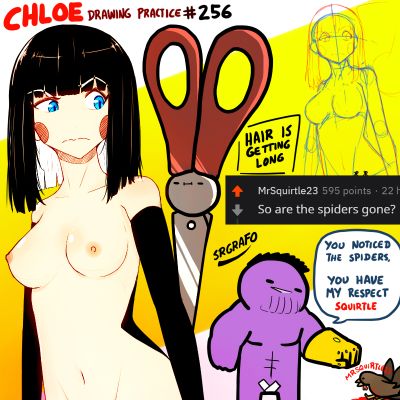 CHLOE DRAWING PRACTICE #256
HAIR IS
GETTING
LONG
MrSquirtle23 595 points · 22 h
So are the spiders gone?
SRGRAFO
YOU NOTICED
THE SPIDERS,
YOU HAVE
MY RESPECT
SQUIRTLE
MRSQUIRTLE